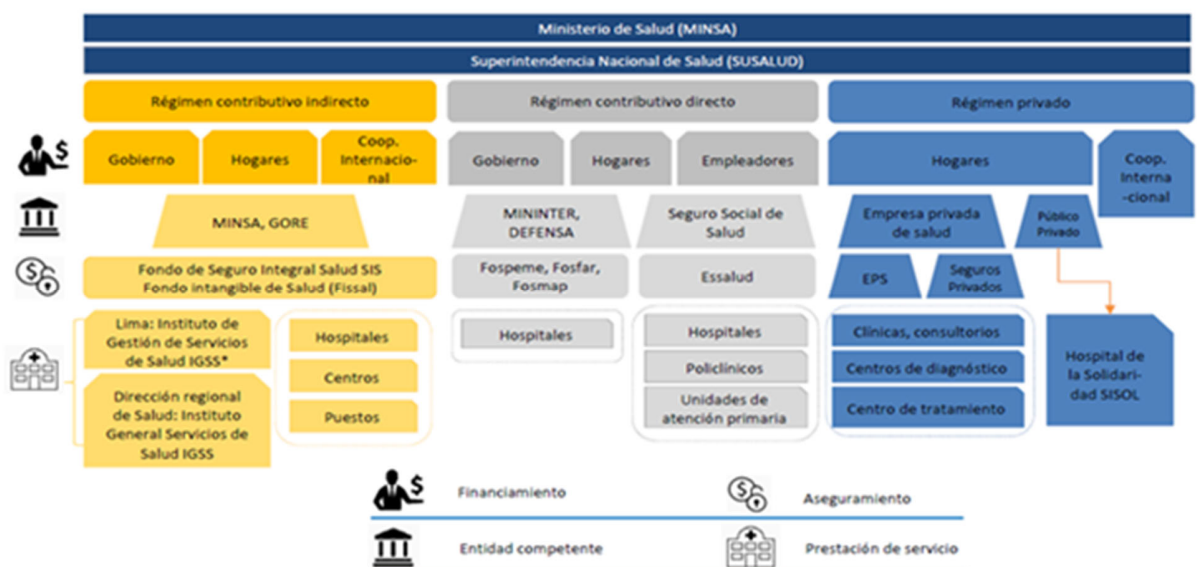 Ministerio de Salud (MINSA)
Superintendencia Nacional de Salud (SUSALUD)
Régimen contributivo indirecto
Régimen contributivo directo
Régimen privado
Gobierno
Hogares
Coop.
Internacio-
nal
Gobierno
Hogares
Empleadores
Hogares
Coop.
Interna
-cional
MINSA, GORE
MININTER,
DEFENSA
Seguro Social de
Salud
Empresa privada
de salud
Público
Privado
Fondo de Seguro Integral Salud SIS
Fondo intangible de Salud (Fissal)
Fospeme, Fosfar,
Fosmap
Essalud
EPS
Seguros
Privados
Lima: Instituto de
Gestión de Servicios
de Salud IGSS*
Dirección regional
de Salud: Instituto
General Servicios de
Salud IGSS
Hospitales
Centros
Puestos
Hospitales
Hospitales
Policlínicos
Unidades de
atención primaria
Clínicas, consultorios
Centros de diagnóstico
Centro de tratamiento
Hospital de
la Solidari-
dad SISOL
Financiamiento
Aseguramiento
Entidad competente
Prestación de servicio